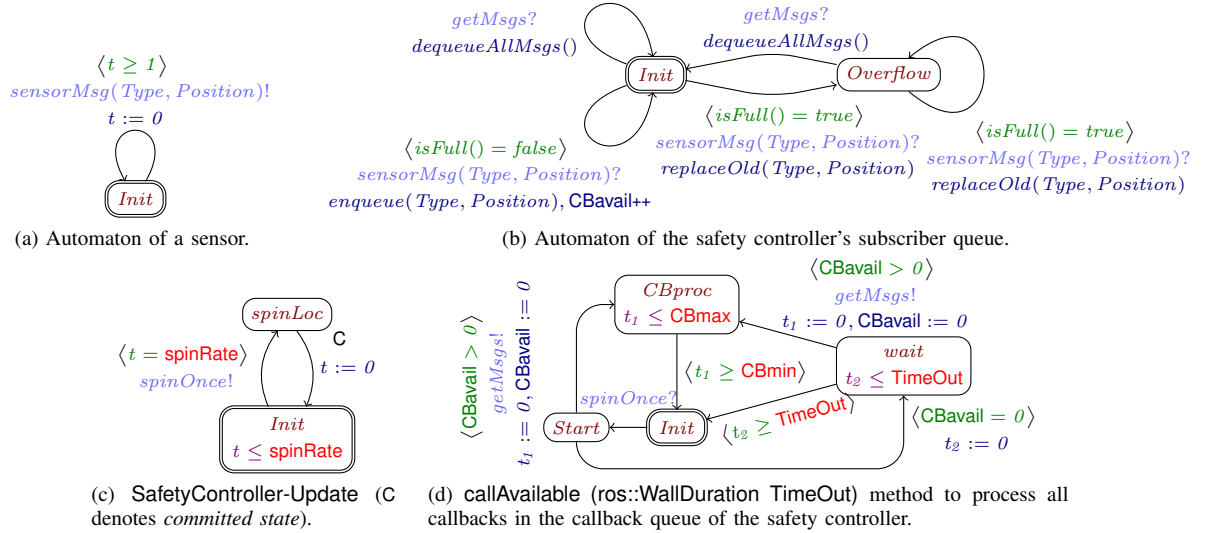 ⟨t ≥ 1⟩
sensorMsg(Type, Position)!
t := 0
Init
(a) Automaton of a sensor.
getMsgs?
dequeueAllMsgs()
Init
getMsgs?
dequeueAllMsgs()
Overflow
⟨isFull() = false⟩
sensorMsg(Type, Position)?
enqueue(Type, Position), CBavail++
⟨isFull() = true⟩
sensorMsg(Type, Position)?
replaceOld(Type, Position)
⟨isFull() = true⟩
sensorMsg(Type, Position)?
replaceOld(Type, Position)
(b) Automaton of the safety controller's subscriber queue.
spinLoc
C
⟨t = spinRate⟩
spinOnce!
t := 0
Init
t ≤ spinRate
(c) SafetyController-Update (C
denotes committed state).
⟨CBavail > 0⟩
getMsgs!
t₁ := 0, CBavail := 0
CBproc
t₁ ≤ CBmax
⟨CBavail > 0⟩
getMsgs!
t₁ := 0, CBavail := 0
wait
t₂ ≤ TimeOut
⟨t₁ ≥ CBmin⟩
spinOnce?
Start
Init
⟨t₂ ≥ TimeOut⟩
⟨CBavail = 0⟩
t₂ := 0
(d) callAvailable (ros::WallDuration TimeOut) method to process all
callbacks in the callback queue of the safety controller.